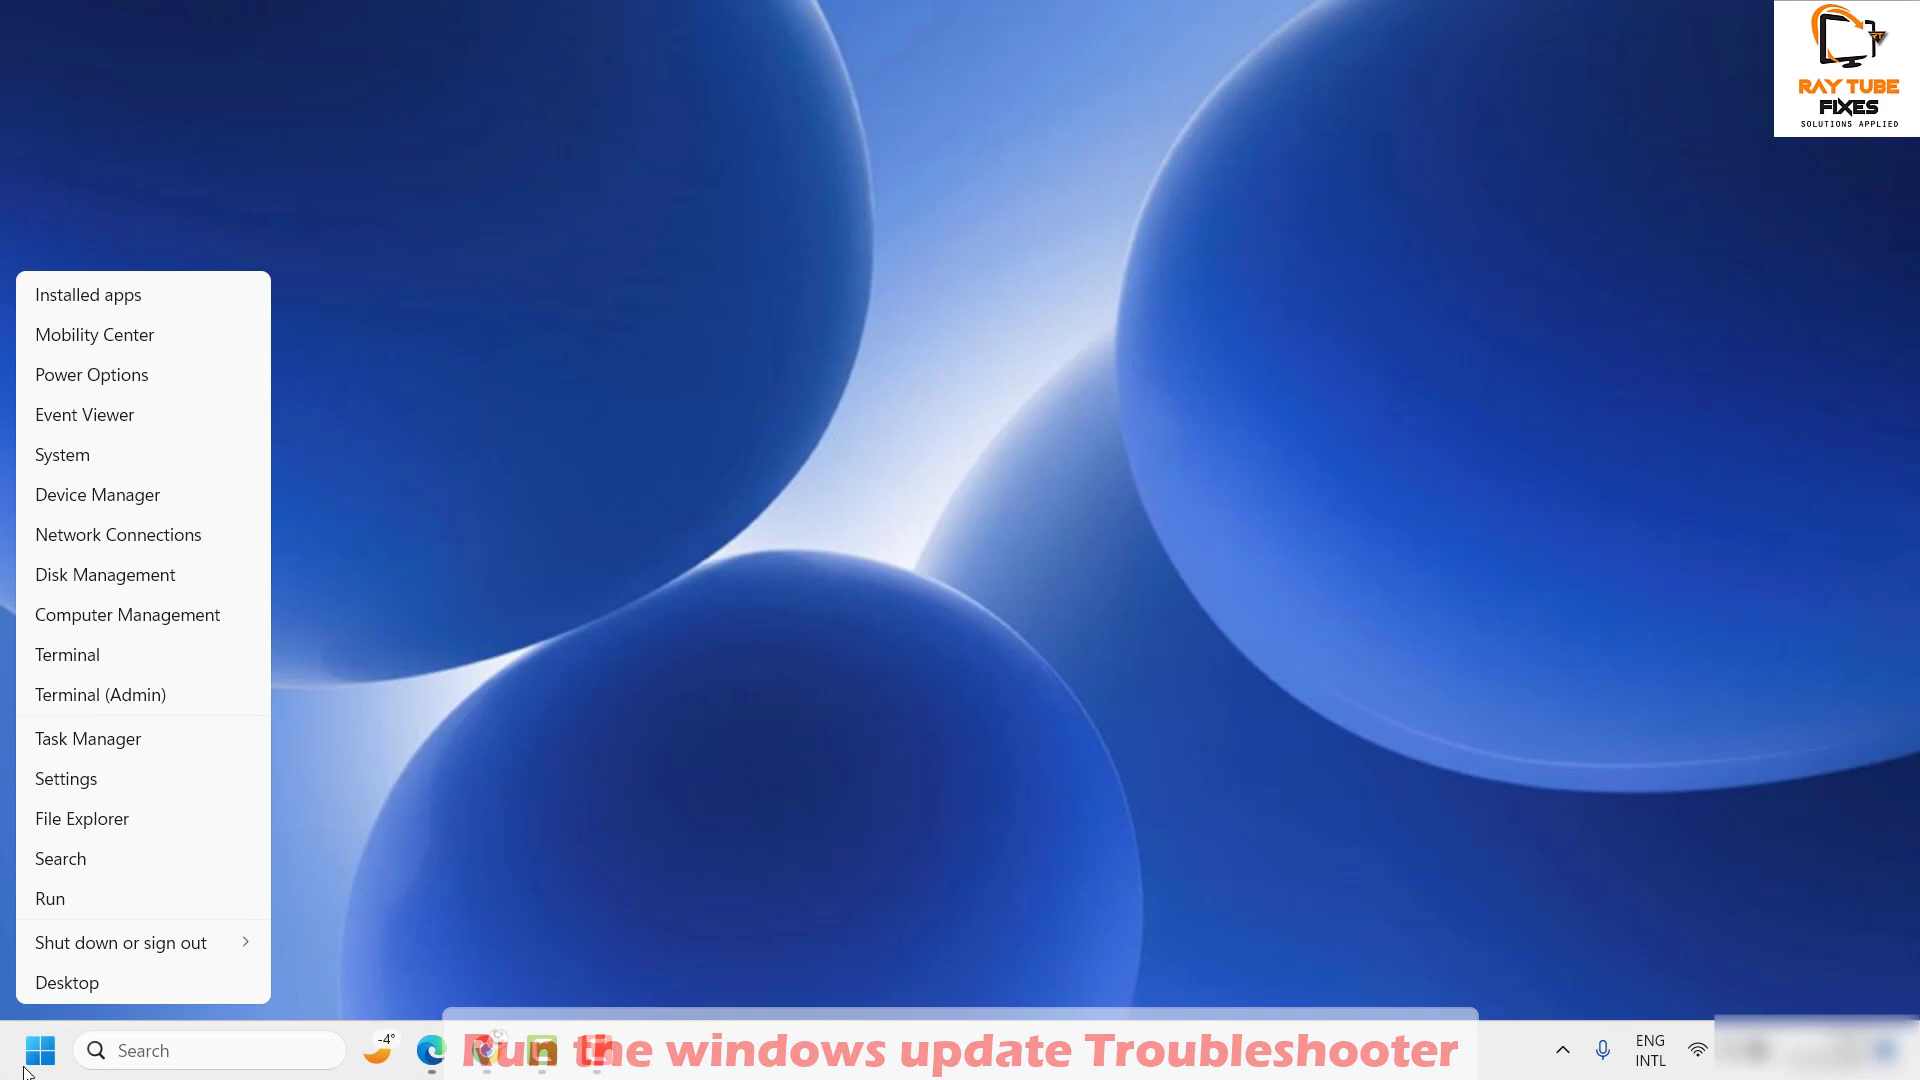 RAY TUBE
FIXES
SOLUTIONS APPLIED
Installed apps
Mobility Center
Power Options
Event Viewer
System
Device Manager
Network Connections
Disk Management
Computer Management
Terminal
Terminal (Admin)
Task Manager
Settings
File Explorer
Search
Run
Shut down or sign out
Desktop
Search
-4°
Run the windows update Troubleshooter
ENG
INTL